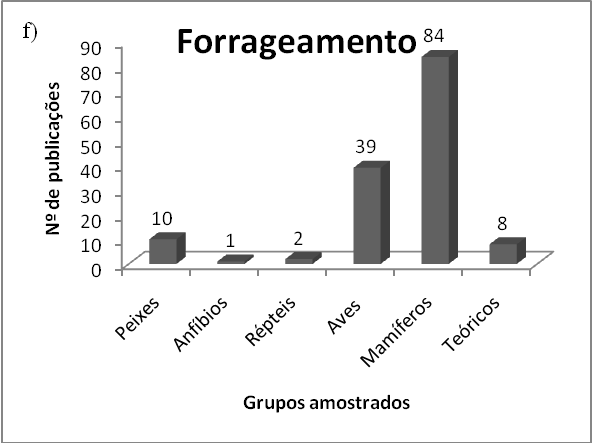 f)
Forrageamento
Nº de publicações
90
80
70
60
50
40
30
20
10
0
10
1
2
39
84
8
Peixes
Anfíbios
Répteis
Aves
Mamíferos
Teóricos
Grupos amostrados